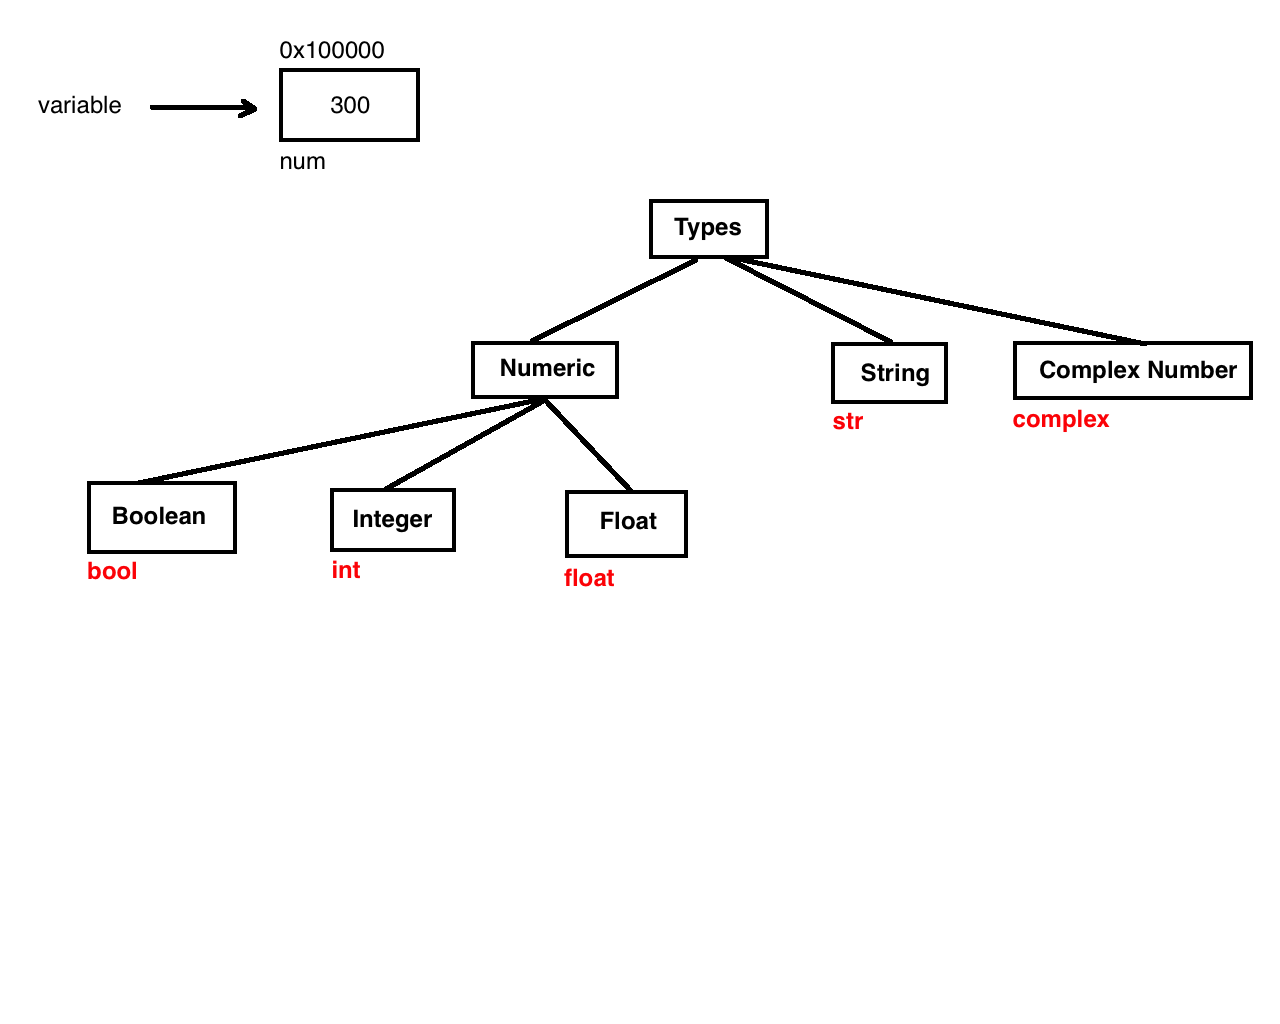 0x100000
variable
300
num
Types
Numeric
String
Complex Number
str
complex
Boolean
Integer
Float
bool
int
float